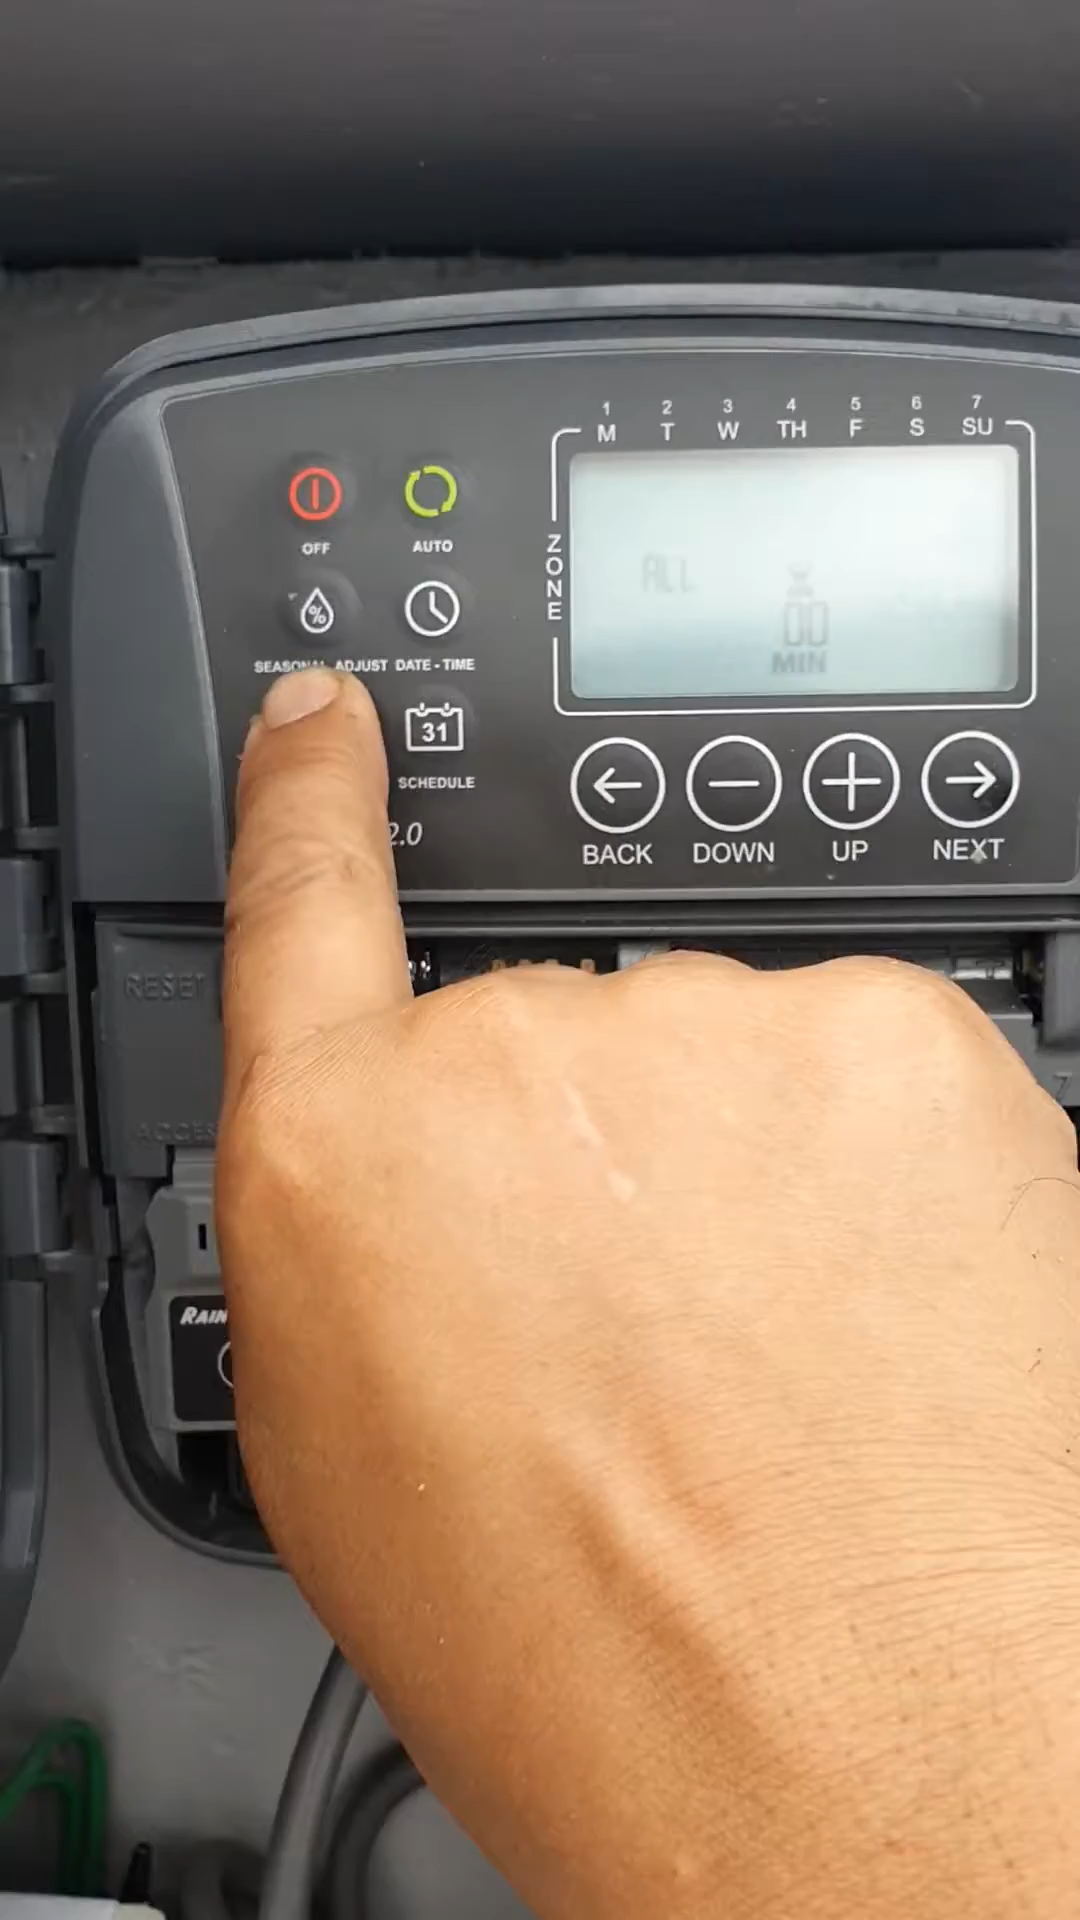 1 2 3 4 5 6 7
M T W TH F S SU
OFF AUTO
ZONE
ALL
00
MIN
%
SEASONAL ADJUST DATE - TIME
31
SCHEDULE
2.0
BACK DOWN UP NEXT
RESET
7
RAIN